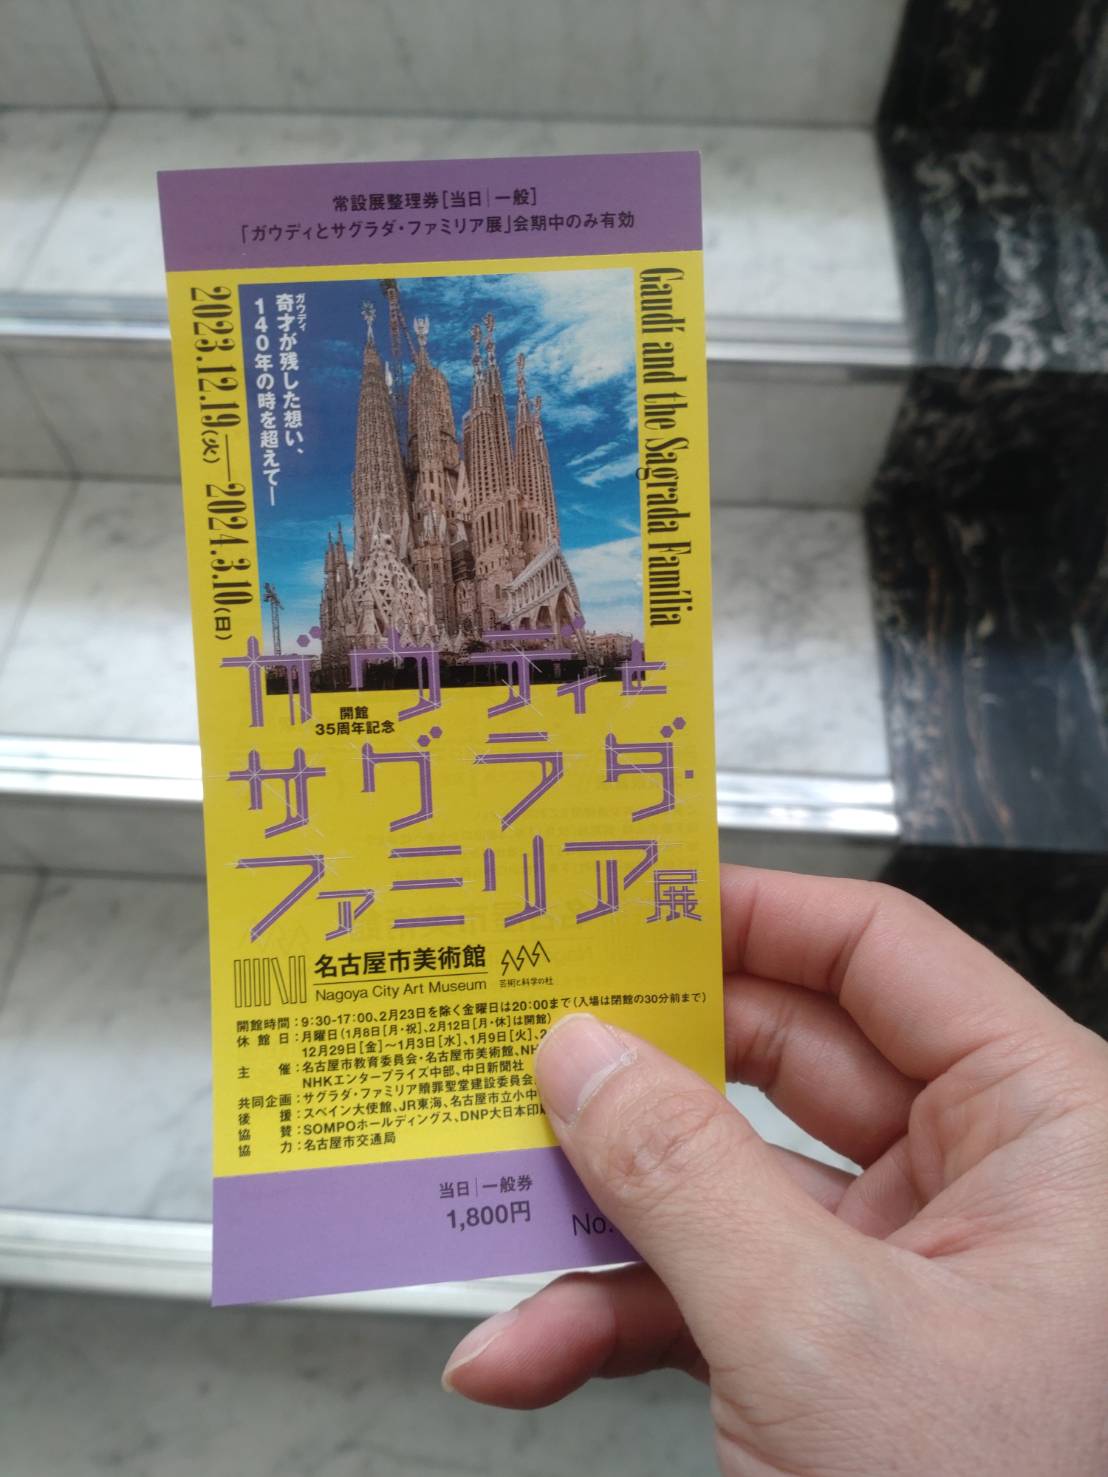 常設展整理券[当日|一般]
「ガウディとサグラダ・ファミリア展」会期中のみ有効
2023.12.19(火)—2024.3.10(日)
ガウディ
奇才が残した想い、
140年の時を超えて—
Gaudí and the Sagrada Família
ガウディと
開館
35周年記念
サグラダ・
ファミリア展
名古屋市美術館
Nagoya City Art Museum
芸術と科学の杜
開館時間:9:30-17:00、2月23日を除く金曜日は20:00まで(入場は閉館の30分前まで)
休館日:月曜日(1月8日[月・祝]、2月12日[月・休]は開館)
12月29日[金]~1月3日[水]、1月9日[火]、
主催:名古屋市教育委員会・名古屋市美術館、
NHKエンタープライズ中部、中日新聞社
共同企画:サグラダ・ファミリア贖罪聖堂建設委員会
後援:スペイン大使館、JR東海、名古屋市立小中
協賛:SOMPOホールディングス、DNP大日本印刷
協力:名古屋市交通局
当日|一般券
1,800円
No.